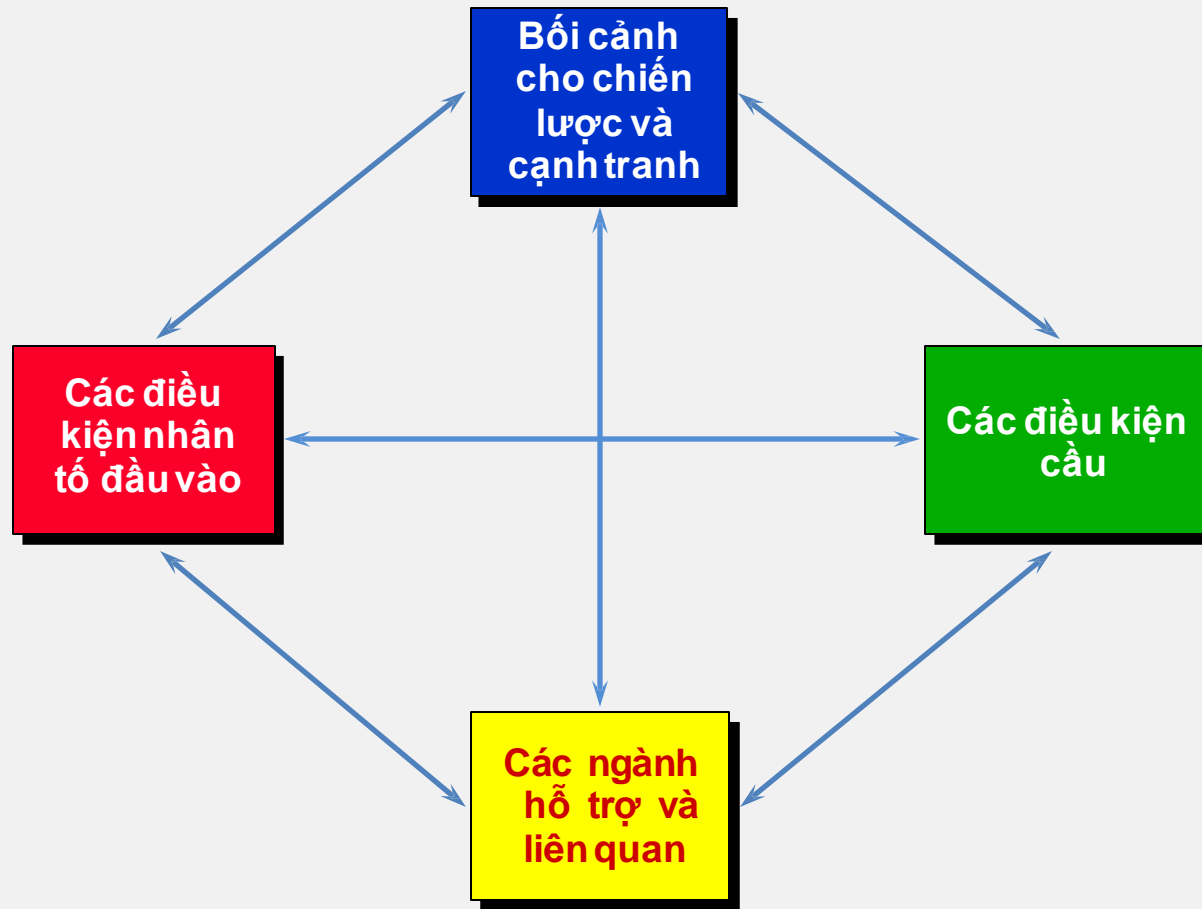 Bối cảnh
cho chiến
lược và
cạnh tranh
Các điều
kiện nhân
tố đầu vào
Các điều kiện
cầu
Các ngành
hỗ trợ và
liên quan